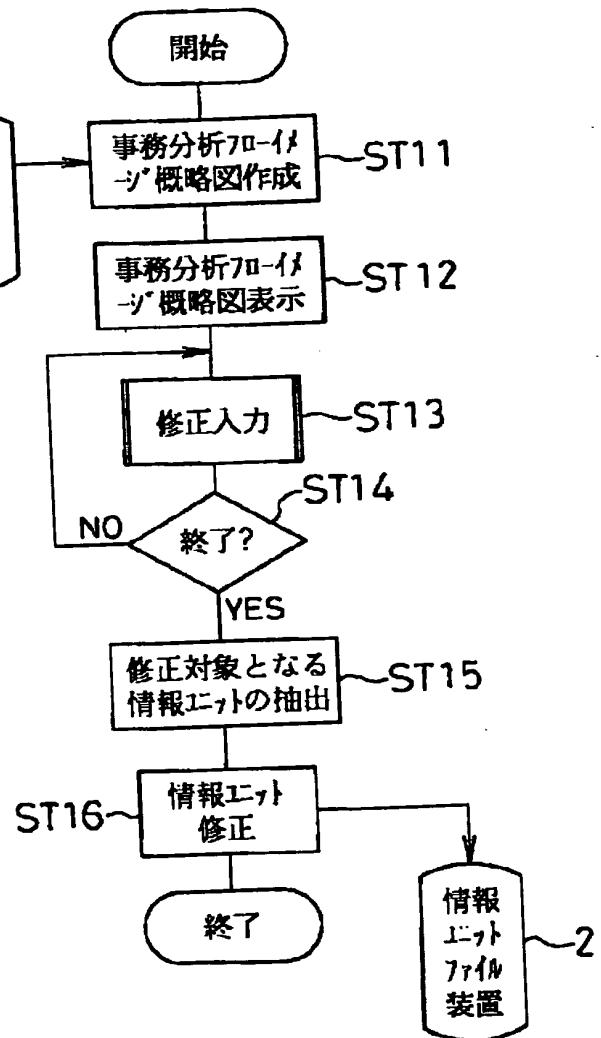 開始
事務分析フローイメ
ージ概略図作成
ST11
事務分析フローイメ
ージ概略図表示
ST12
修正入力
ST13
ST14
NO
終了?
YES
修正対象となる
情報ユニットの抽出
ST15
情報ユニット
修正
ST16
終了
情報
ユニット
ファイル
装置
2